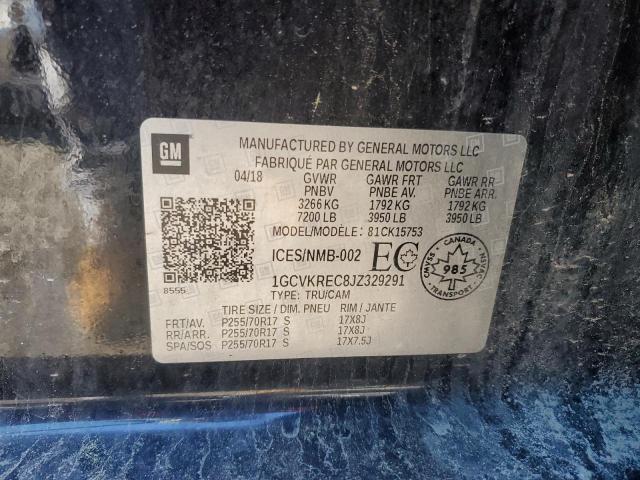 GM
MANUFACTURED BY GENERAL MOTORS LLC
FABRIQUÉ PAR GENERAL MOTORS LLC
04/18 GVWR GAWR FRT GAWR RR
PNBV PNBE AV. PNBE ARR.
3266 KG 1792 KG 1792 KG
7200 LB 3950 LB 3950 LB
MODEL/MODÈLE: 81CK15753
ICES/NMB-002 EC
CANADA
SVMAC 985 NSVAC
TRANSPORT
8555 1GCVKREC8JZ329291
TYPE: TRU/CAM
TIRE SIZE / DIM. PNEU RIM / JANTE
FRT/AV. P255/70R17 S 17X8J
RR/ARR. P255/70R17 S 17X8J
SPA/SOS P255/70R17 S 17X7.5J